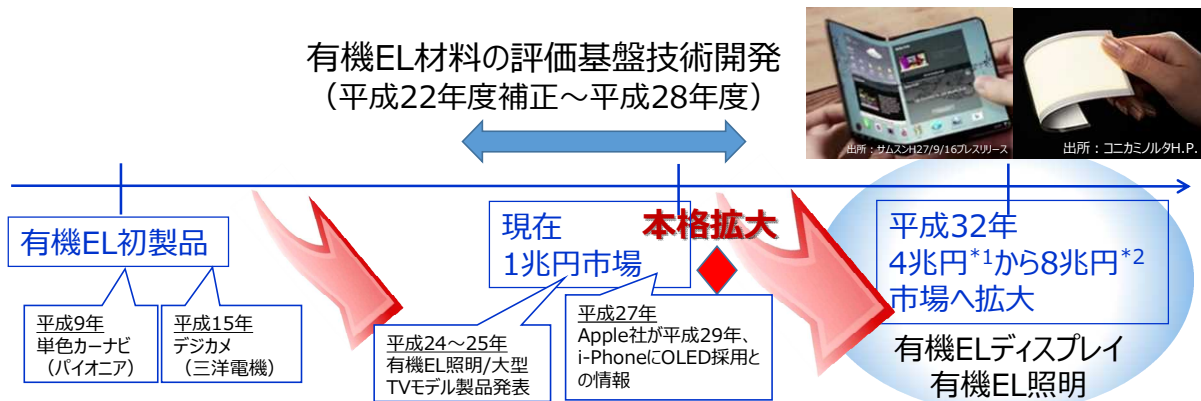 有機EL材料の評価基盤技術開発
（平成22年度補正～平成28年度）
出所：サムスンH27/9/16プレスリリース
出所：コニカミノルタH.P.
有機EL初製品
平成9年
単色カーナビ
（パイオニア）
平成15年
デジカメ
（三洋電機）
現在
1兆円市場
平成24～25年
有機EL照明/大型
TVモデル製品発表
本格拡大
平成27年
Apple社が平成29年、
i-PhoneにOLED採用と
の情報
平成32年
4兆円*1から8兆円*2
市場へ拡大
有機ELディスプレイ
有機EL照明